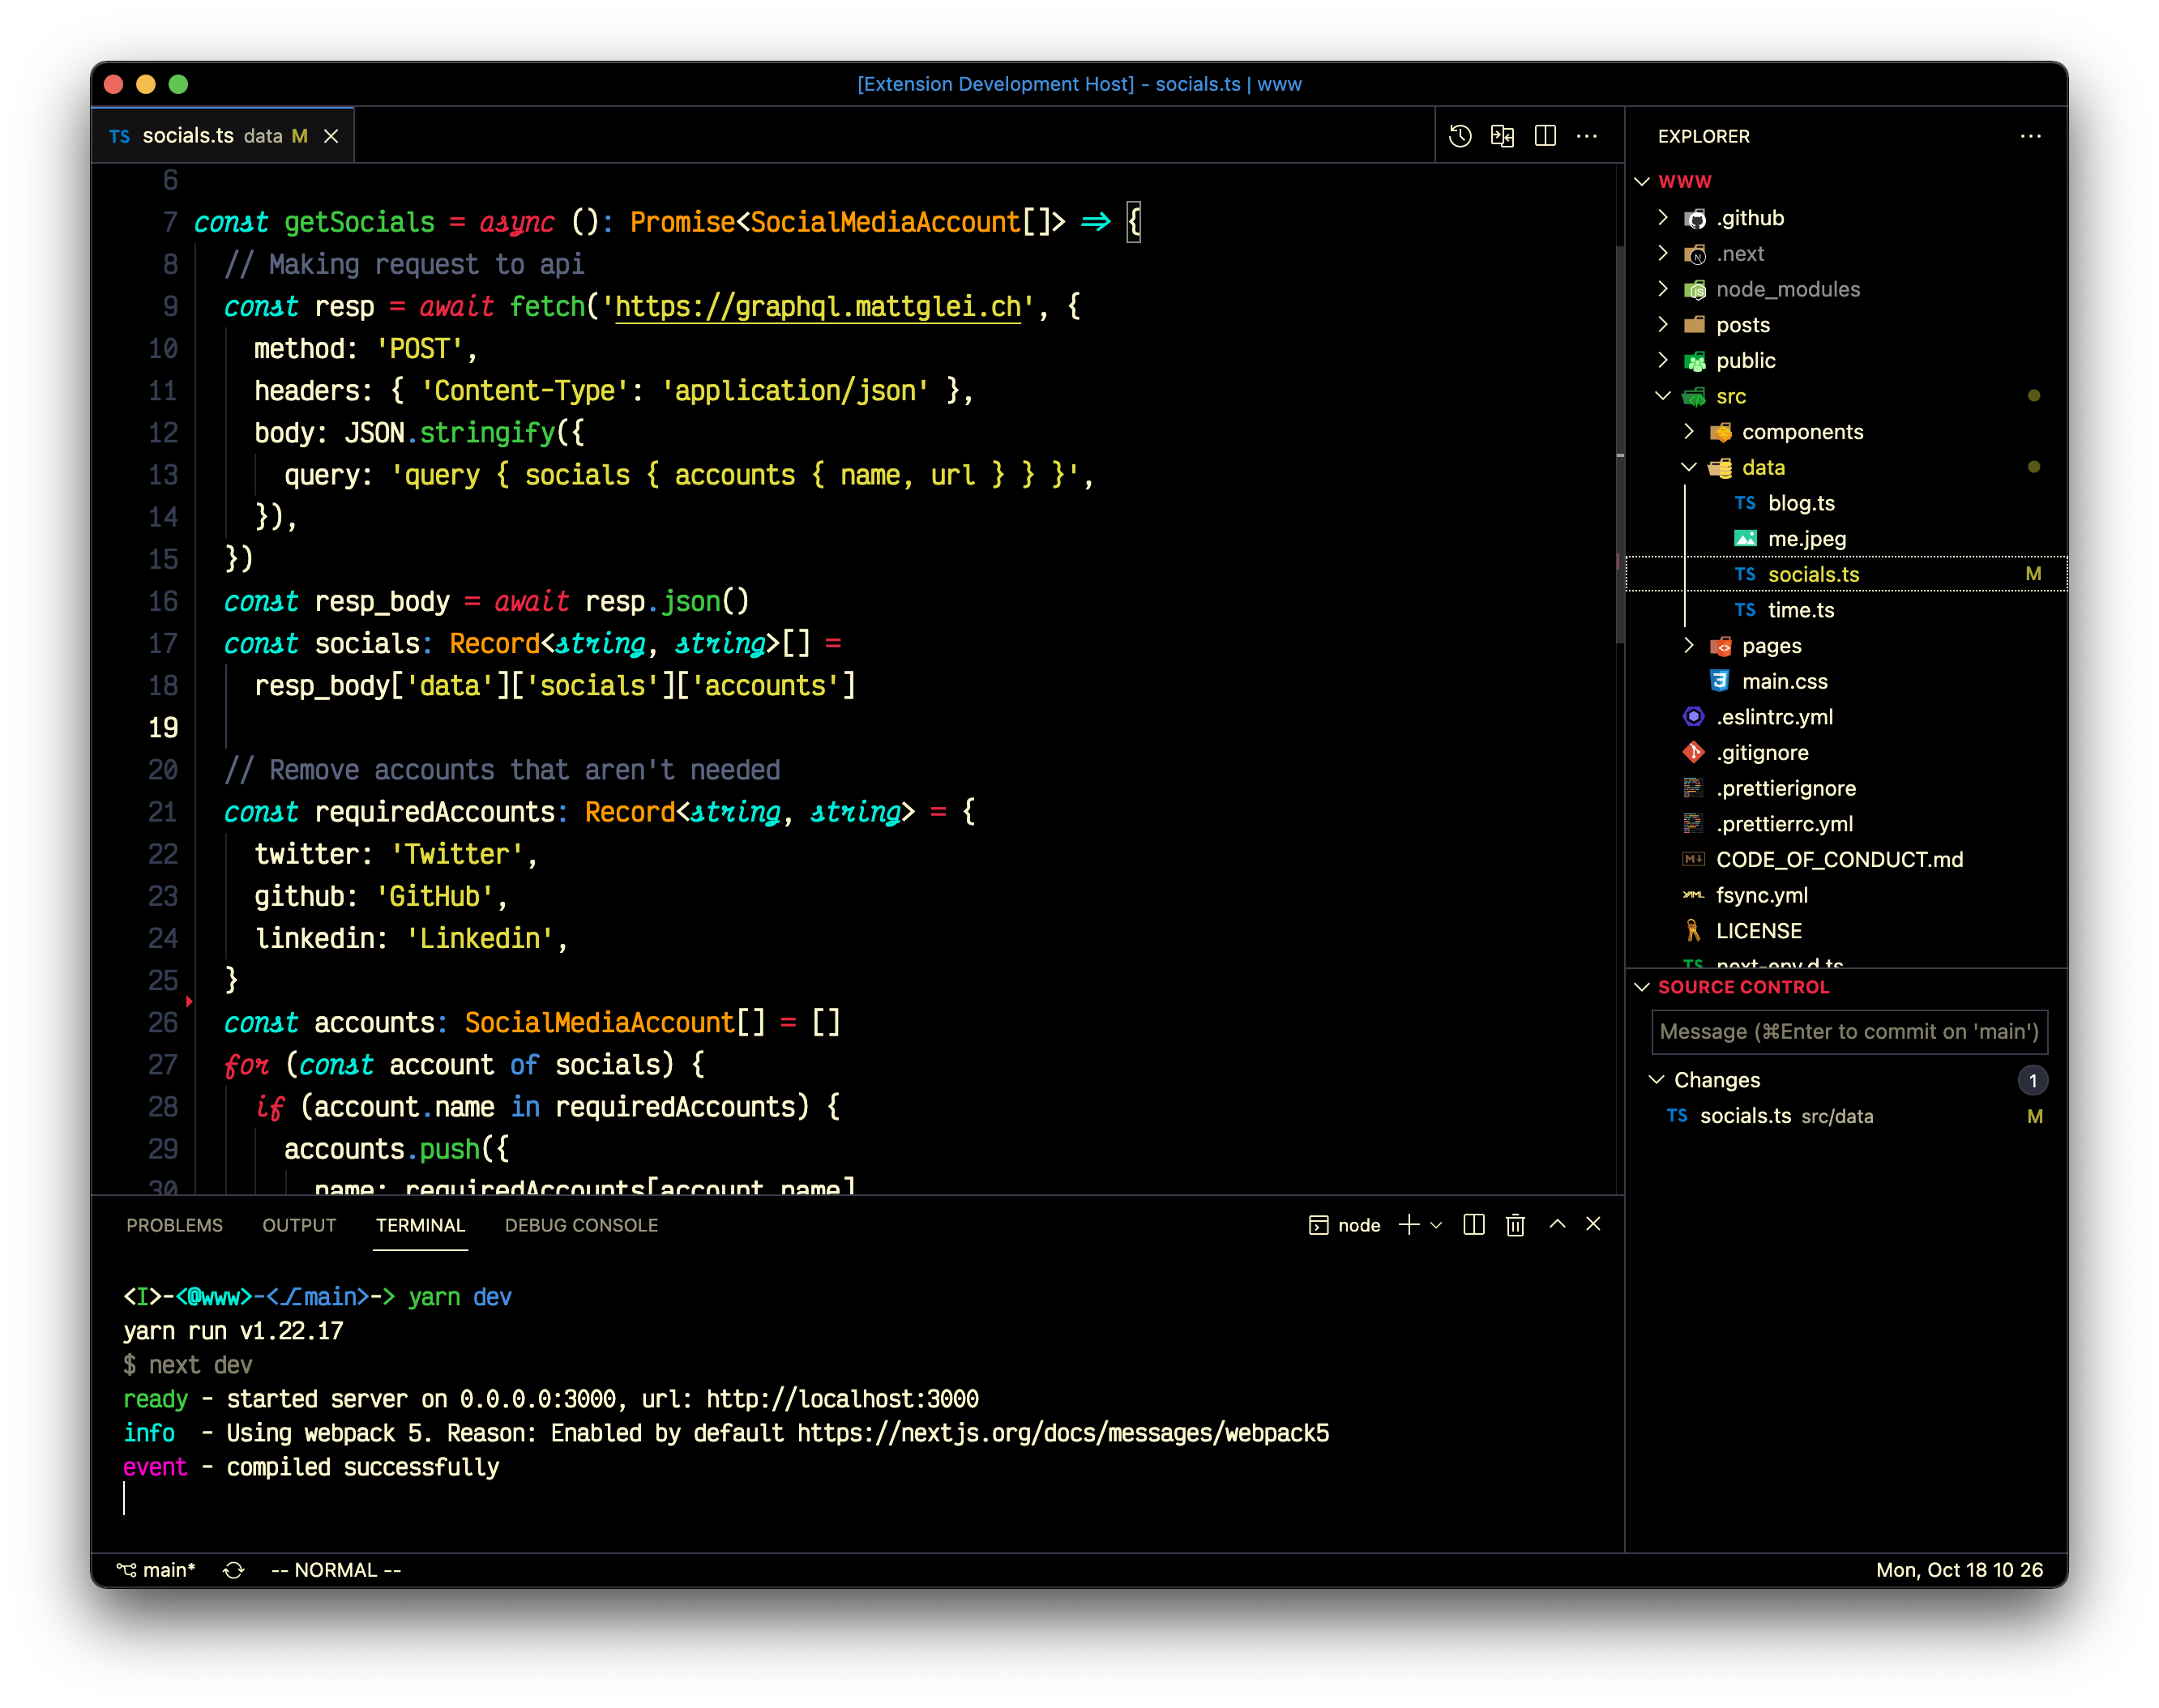 [Extension Development Host] - socials.ts | www
TS socials.ts data M
6
7 const getSocials = async (): Promise<SocialMediaAccount[]> => {
8 // Making request to api
9 const resp = await fetch('https://graphql.mattglei.ch', {
10 method: 'POST',
11 headers: { 'Content-Type': 'application/json' },
12 body: JSON.stringify({
13 query: 'query { socials { accounts { name, url } } }',
14 }),
15 })
16 const resp_body = await resp.json()
17 const socials: Record<string, string>[] =
18 resp_body['data']['socials']['accounts']
19
20 // Remove accounts that aren't needed
21 const requiredAccounts: Record<string, string> = {
22 twitter: 'Twitter',
23 github: 'GitHub',
24 linkedin: 'Linkedin',
25 }
26 const accounts: SocialMediaAccount[] = []
27 for (const account of socials) {
28 if (account.name in requiredAccounts) {
29 accounts.push({
30 name: requiredAccounts[account.name]
PROBLEMS OUTPUT TERMINAL DEBUG CONSOLE
node
<I>-<@www>-<⎇main>-> yarn dev
yarn run v1.22.17
$ next dev
ready - started server on 0.0.0.0:3000, url: http://localhost:3000
info - Using webpack 5. Reason: Enabled by default https://nextjs.org/docs/messages/webpack5
event - compiled successfully
EXPLORER
WWW
.github
.next
node_modules
posts
public
src
components
data
TS blog.ts
me.jpeg
TS socials.ts M
TS time.ts
pages
main.css
.eslintrc.yml
.gitignore
.prettierignore
.prettierrc.yml
CODE_OF_CONDUCT.md
fsync.yml
LICENSE
TS next-env.d.ts
SOURCE CONTROL
Message (⌘Enter to commit on 'main')
Changes 1
TS socials.ts src/data M
main* -- NORMAL --
Mon, Oct 18 10 26